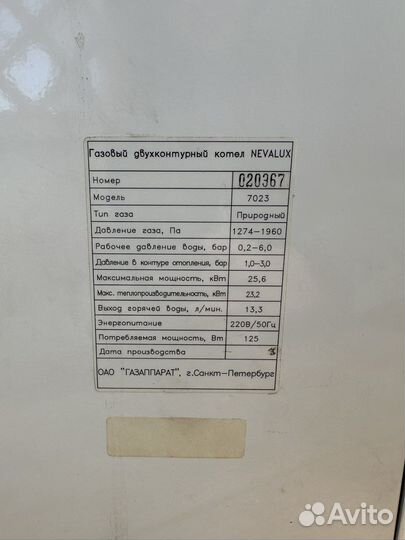 Газовый двухконтурный котел NEVALUX
Номер 020367
Модель 7023
Тип газа Природный
Давление газа, Па 1274–1960
Рабочее давление воды, бар 0,2–6,0
Давление в контуре отопления, бар 1,0–3,0
Максимальная мощность, кВт 25,6
Макс. теплопроизводительность, кВт 23,2
Выход горячей воды, л/мин. 13,3
Энергопитание 220В/50Гц
Потребляемая мощность, Вт 125
Дата производства
ОАО "ГАЗАППАРАТ", г.Санкт-Петербург
Avito